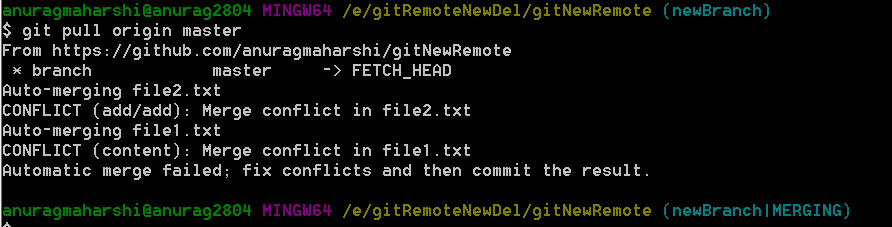 anuragmaharshi@anurag2804 MINGW64 /e/gitRemoteNewDel/gitNewRemote (newBranch)
$ git pull origin master
From https://github.com/anuragmaharshi/gitNewRemote
 * branch            master     -> FETCH_HEAD
Auto-merging file2.txt
CONFLICT (add/add): Merge conflict in file2.txt
Auto-merging file1.txt
CONFLICT (content): Merge conflict in file1.txt
Automatic merge failed; fix conflicts and then commit the result.
anuragmaharshi@anurag2804 MINGW64 /e/gitRemoteNewDel/gitNewRemote (newBranch|MERGING)